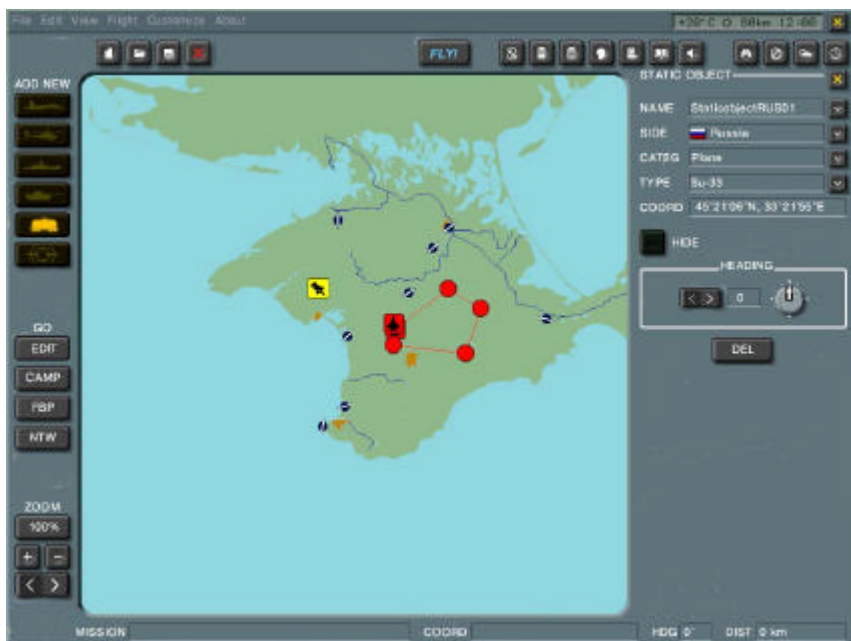 File Edit View Flight Customize About
+20°C 80km 12:00
FLY!
STATIC OBJECT
ADD NEW
NAME StaticobjectRUS01
SIDE Russia
CATEG Plane
TYPE Su-33
COORD 45°21'06"N, 33°21'55"E
HIDE
HEADING
< > 0
GO
EDIT
DEL
CAMP
FBP
NTW
ZOOM
100%
+ -
< >
MISSION COORD HDG 0° DIST 0 km